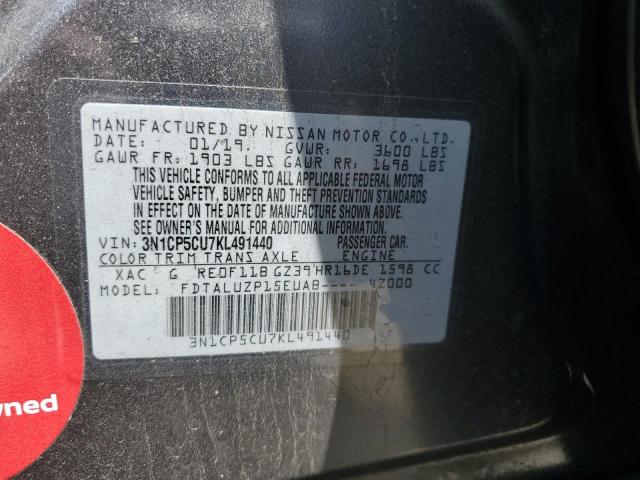 MANUFACTURED BY NISSAN MOTOR CO.,LTD.
DATE: 01/19. GVWR: 3600 LBS
GAWR FR: 1903 LBS GAWR RR: 1698 LBS
THIS VEHICLE CONFORMS TO ALL APPLICABLE FEDERAL MOTOR
VEHICLE SAFETY, BUMPER AND THEFT PREVENTION STANDARDS
IN EFFECT ON THE DATE OF MANUFACTURE SHOWN ABOVE.
SEE OWNER'S MANUAL FOR ADDITIONAL INFORMATION.
VIN: 3N1CP5CU7KL491440 PASSENGER CAR.
COLOR TRIM TRANS AXLE ENGINE
XAC G RE0F11B GZ39 HR16DE 1598 CC
MODEL: FDTALUZP15EUAB---- 4Z000
3N1CP5CU7KL491440
wned